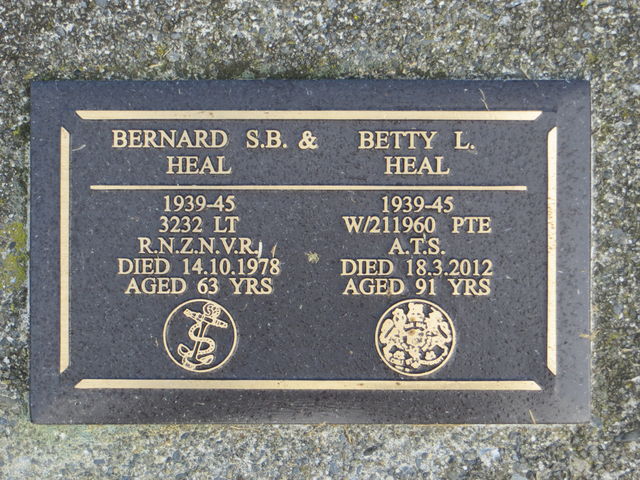 BERNARD S.B. & BETTY L.
HEAL HEAL
1939-45
3232 LT
R.N.Z.N.V.R.
DIED 14.10.1978
AGED 63 YRS
1939-45
W/211960 PTE
A.T.S.
DIED 18.3.2012
AGED 91 YRS